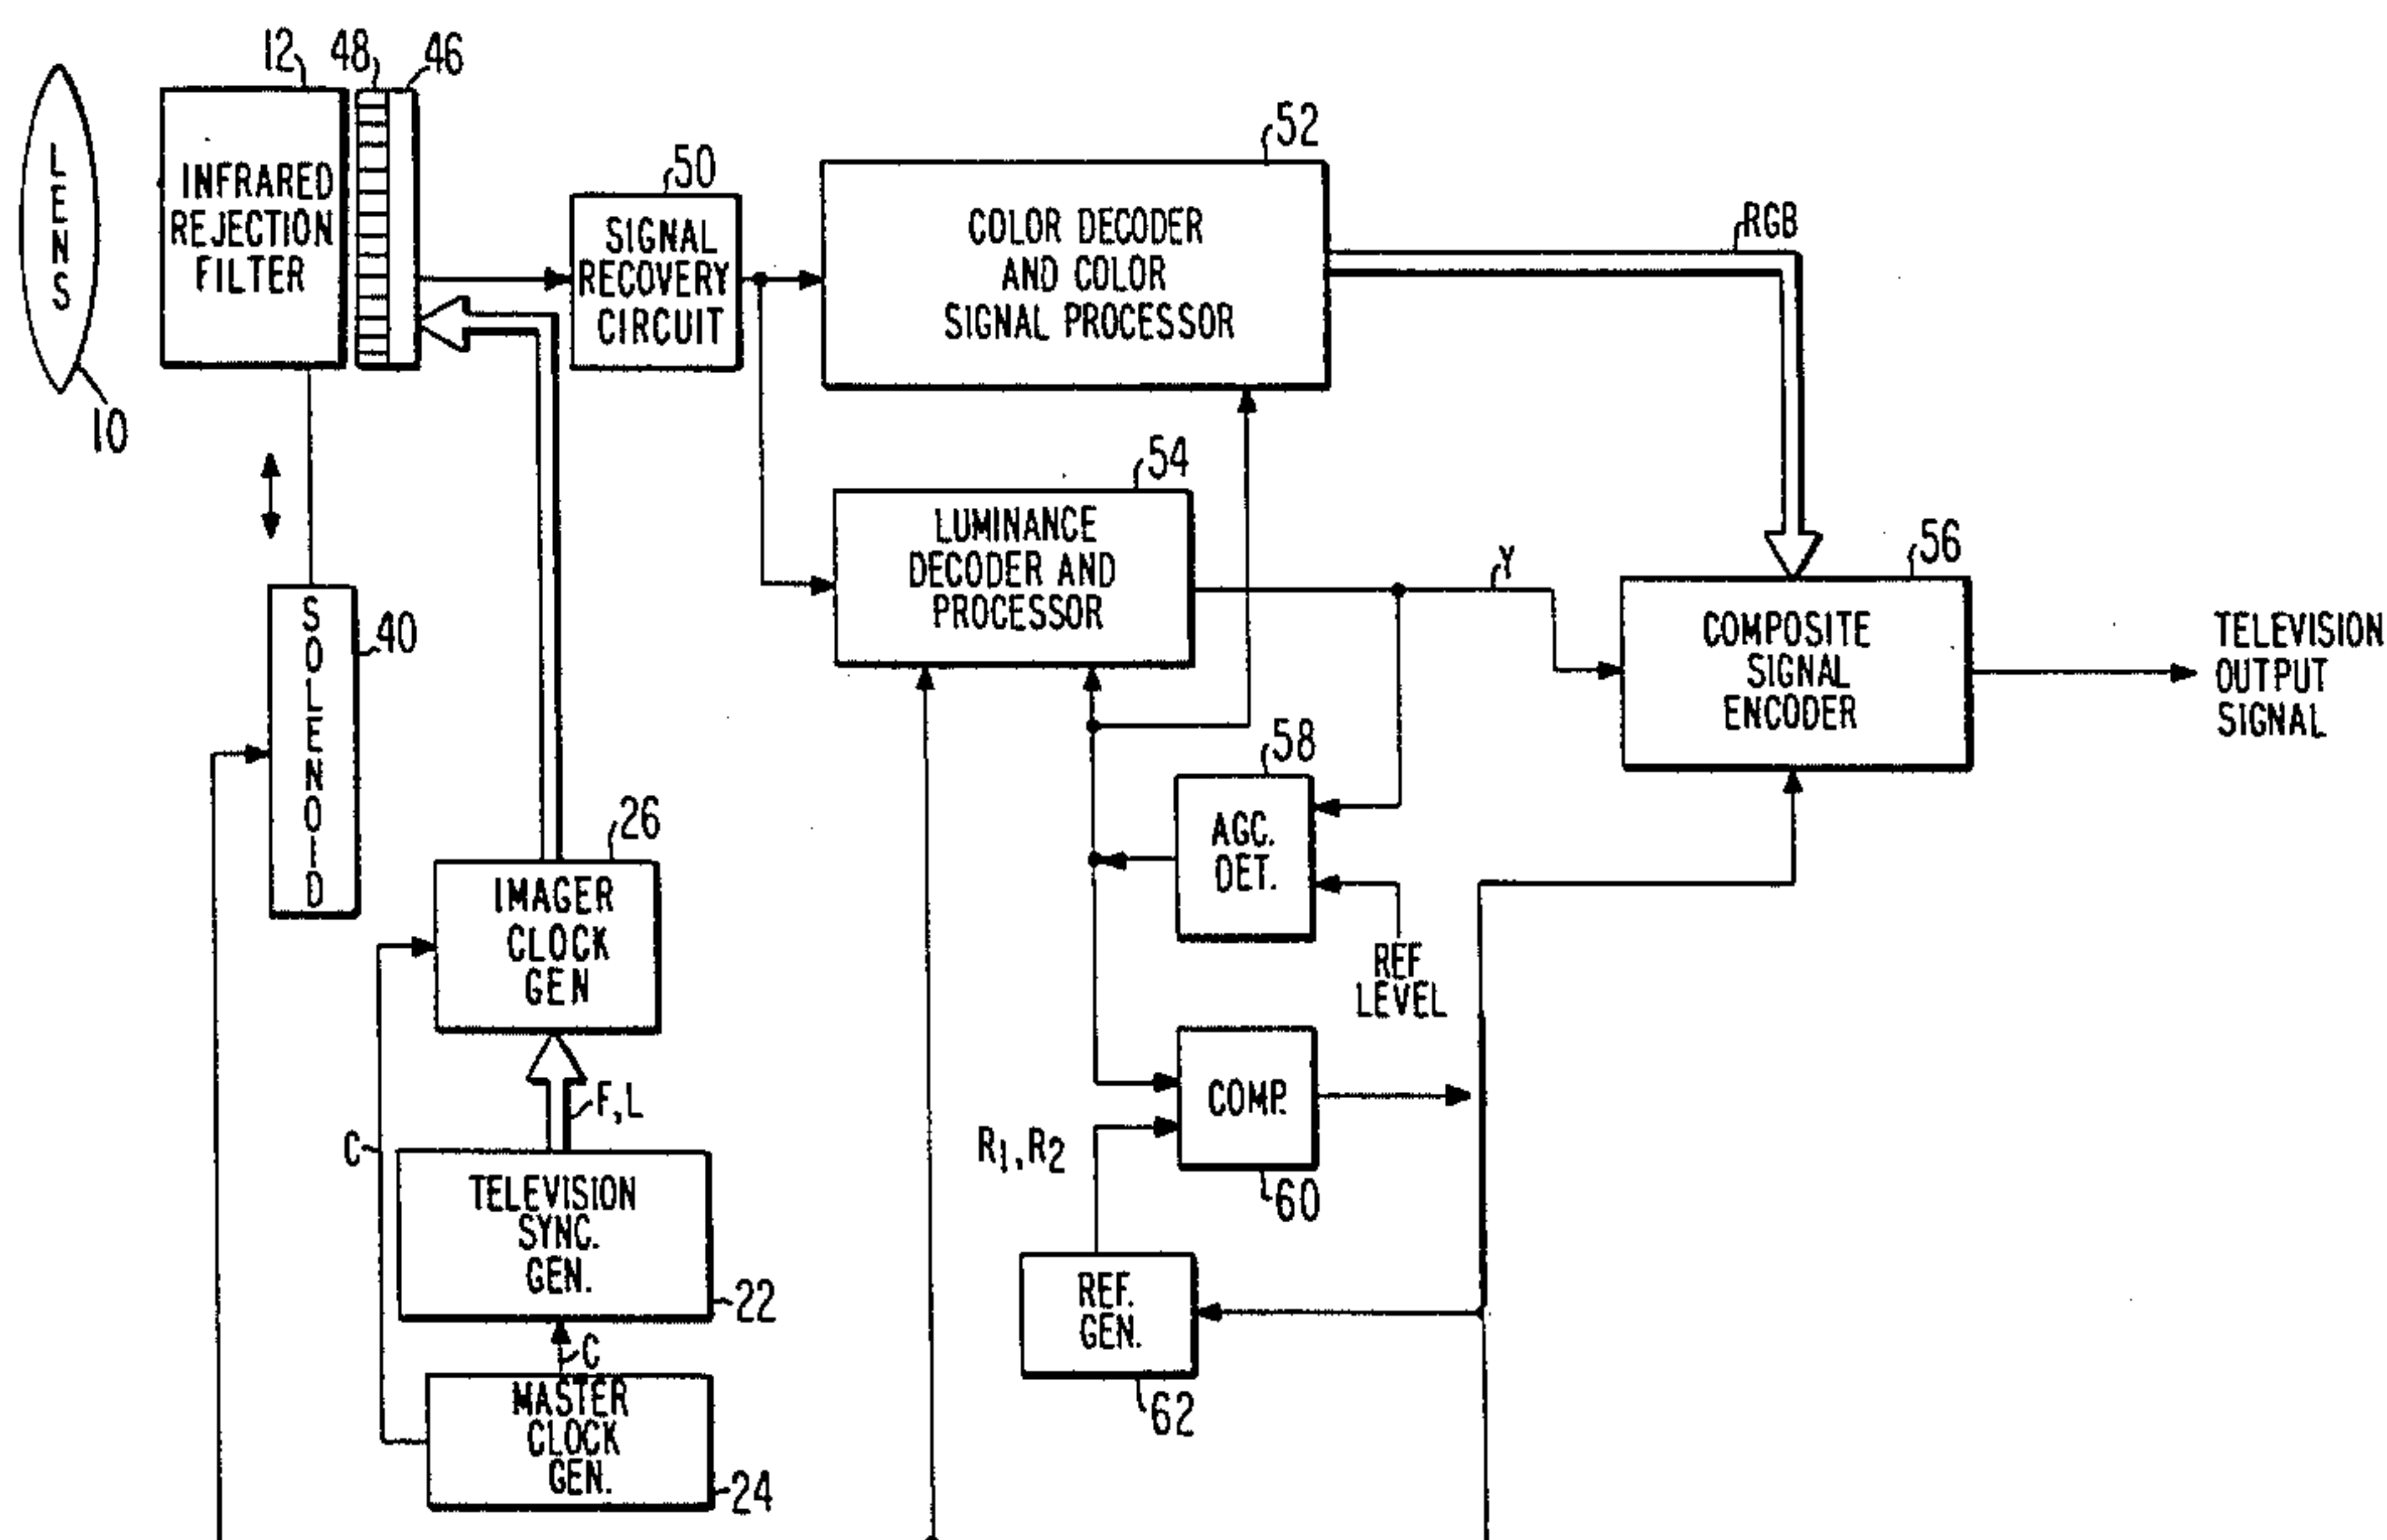 12
48
46
LENS
10
INFRARED
REJECTION
FILTER
50
SIGNAL
RECOVERY
CIRCUIT
52
COLOR DECODER
AND COLOR
SIGNAL PROCESSOR
RGB
54
LUMINANCE
DECODER AND
PROCESSOR
Y
56
COMPOSITE
SIGNAL
ENCODER
TELEVISION
OUTPUT
SIGNAL
SOLENOID
40
58
AGC.
DET.
REF
LEVEL
26
IMAGER
CLOCK
GEN
F,L
C
COMP.
60
R1,R2
TELEVISION
SYNC.
GEN.
22
REF.
GEN.
62
C
MASTER
CLOCK
GEN.
24